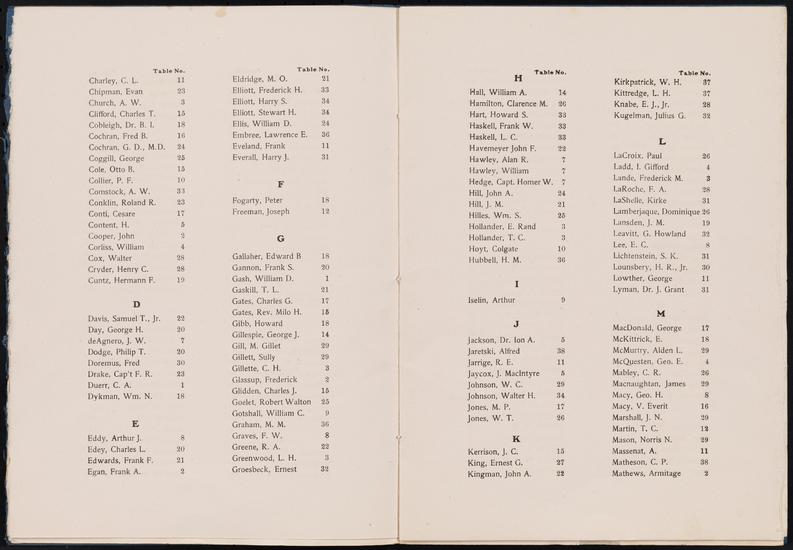 Table No.
Charley, C. L. 11
Chipman, Evan 23
Church, A. W. 3
Clifford, Charles T. 15
Cobleigh, Dr. B. I. 18
Cochran, Fred B. 16
Cochran, G. D., M.D. 24
Coggill, George 25
Cole, Otto B. 15
Collier, P. F. 10
Comstock, A. W. 33
Conklin, Roland R. 23
Conti, Cesare 17
Content, H. 5
Cooper, John 2
Corliss, William 4
Cox, Walter 28
Cryder, Henry C. 28
Cuntz, Hermann F. 19
D
Davis, Samuel T., Jr. 22
Day, George H. 20
deAgnero, J. W. 7
Dodge, Philip T. 20
Doremus, Fred 30
Drake, Cap't F. R. 23
Duerr, C. A. 1
Dykman, Wm. N. 18
E
Eddy, Arthur J. 8
Edey, Charles L. 20
Edwards, Frank F. 21
Egan, Frank A. 2
Table No.
Eldridge, M. O. 21
Elliott, Frederick H. 33
Elliott, Harry S. 34
Elliott, Stewart H. 34
Ellis, William D. 24
Embree, Lawrence E. 36
Eveland, Frank 11
Everall, Harry J. 31
F
Fogarty, Peter 18
Freeman, Joseph 12
G
Gallaher, Edward B 18
Gannon, Frank S. 20
Gash, William D. 1
Gaskill, T. L. 21
Gates, Charles G. 17
Gates, Rev. Milo H. 15
Gibb, Howard 18
Gillespie, George J. 14
Gill, M. Gillet 29
Gillett, Sully 29
Gillette, C. H. 3
Glassup, Frederick 2
Glidden, Charles J. 15
Goelet, Robert Walton 25
Gotshall, William C. 9
Graham, M. M. 36
Graves, F. W. 8
Greene, R. A. 22
Greenwood, L. H. 3
Groesbeck, Ernest 32
Table No.
H
Hall, William A. 14
Hamilton, Clarence M. 26
Hart, Howard S. 33
Haskell, Frank W. 33
Haskell, L. C. 33
Havemeyer John F. 22
Hawley, Alan R. 7
Hawley, William 7
Hedge, Capt. Homer W. 7
Hill, John A. 24
Hill, J. M. 21
Hilles, Wm. S. 25
Hollander, E. Rand 3
Hollander, T. C. 3
Hoyt, Colgate 10
Hubbell, H. M. 36
I
Iselin, Arthur 9
J
Jackson, Dr. Ion A. 5
Jaretski, Alfred 38
Jarrige, R. E. 11
Jaycox, J. MacIntyre 5
Johnson, W. C. 29
Johnson, Walter H. 34
Jones, M. P. 17
Jones, W. T. 26
K
Kerrison, J. C. 15
King, Ernest G. 27
Kingman, John A. 22
Table No.
Kirkpatrick, W. H. 37
Kittredge, L. H. 37
Knabe, E. J., Jr. 28
Kugelman, Julius G. 32
L
LaCroix, Paul 26
Ladd, I. Gifford 4
Lande, Frederick M. 3
LaRoche, F. A. 28
LaShelle, Kirke 31
Lamberjaque, Dominique 26
Lansden, J. M. 19
Leavitt, G. Howland 32
Lee, E. C. 8
Lichtenstein, S. K. 31
Lounsbery, H. R., Jr. 30
Lowther, George 11
Lyman, Dr. J. Grant 31
M
MacDonald, George 17
McKittrick, E. 18
McMurtry, Alden L. 29
McQuesten, Geo. E. 4
Mabley, C. R. 26
Macnaughtan, James 29
Macy, Geo. H. 8
Macy, V. Everit 16
Marshall, J. N. 29
Martin, T. C. 12
Mason, Norris N. 29
Massenat, A. 11
Matheson, C. P. 38
Mathews, Armitage 2